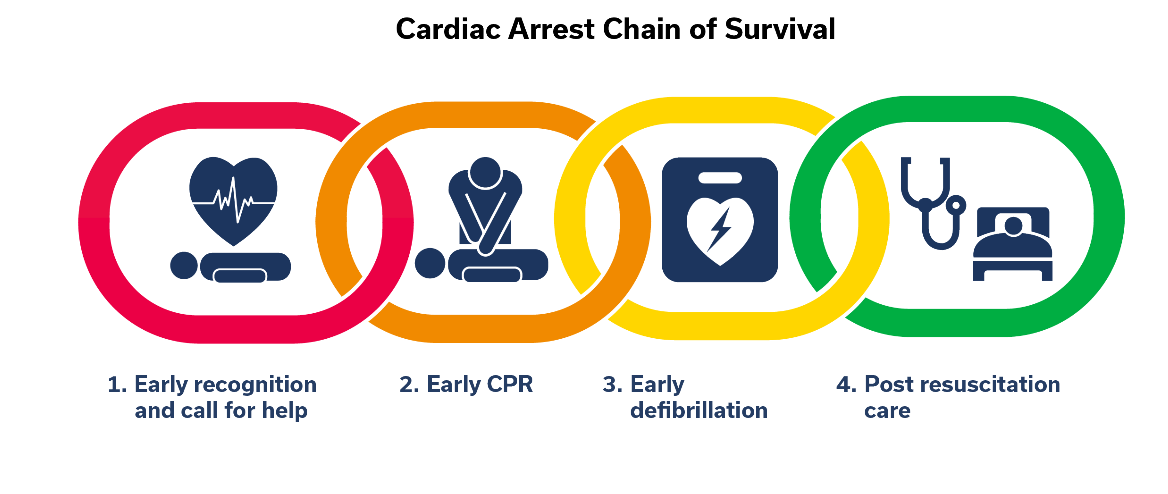 Cardiac Arrest Chain of Survival
1. Early recognition
and call for help
2. Early CPR
3. Early
defibrillation
4. Post resuscitation
care